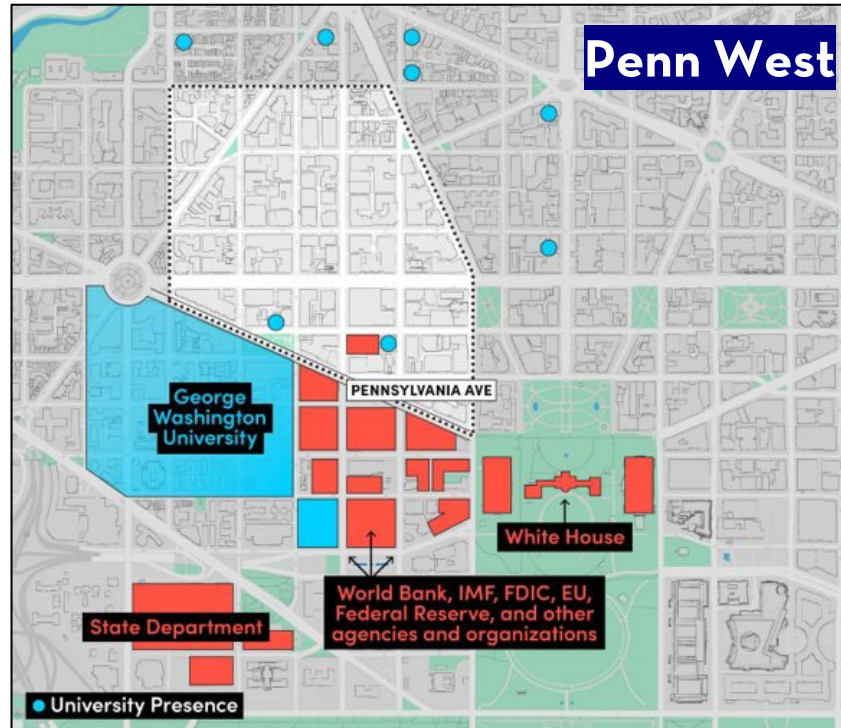 Penn West
PENNSYLVANIA AVE
George
Washington
University
White House
World Bank, IMF, FDIC, EU,
Federal Reserve, and other
agencies and organizations
State Department
University Presence